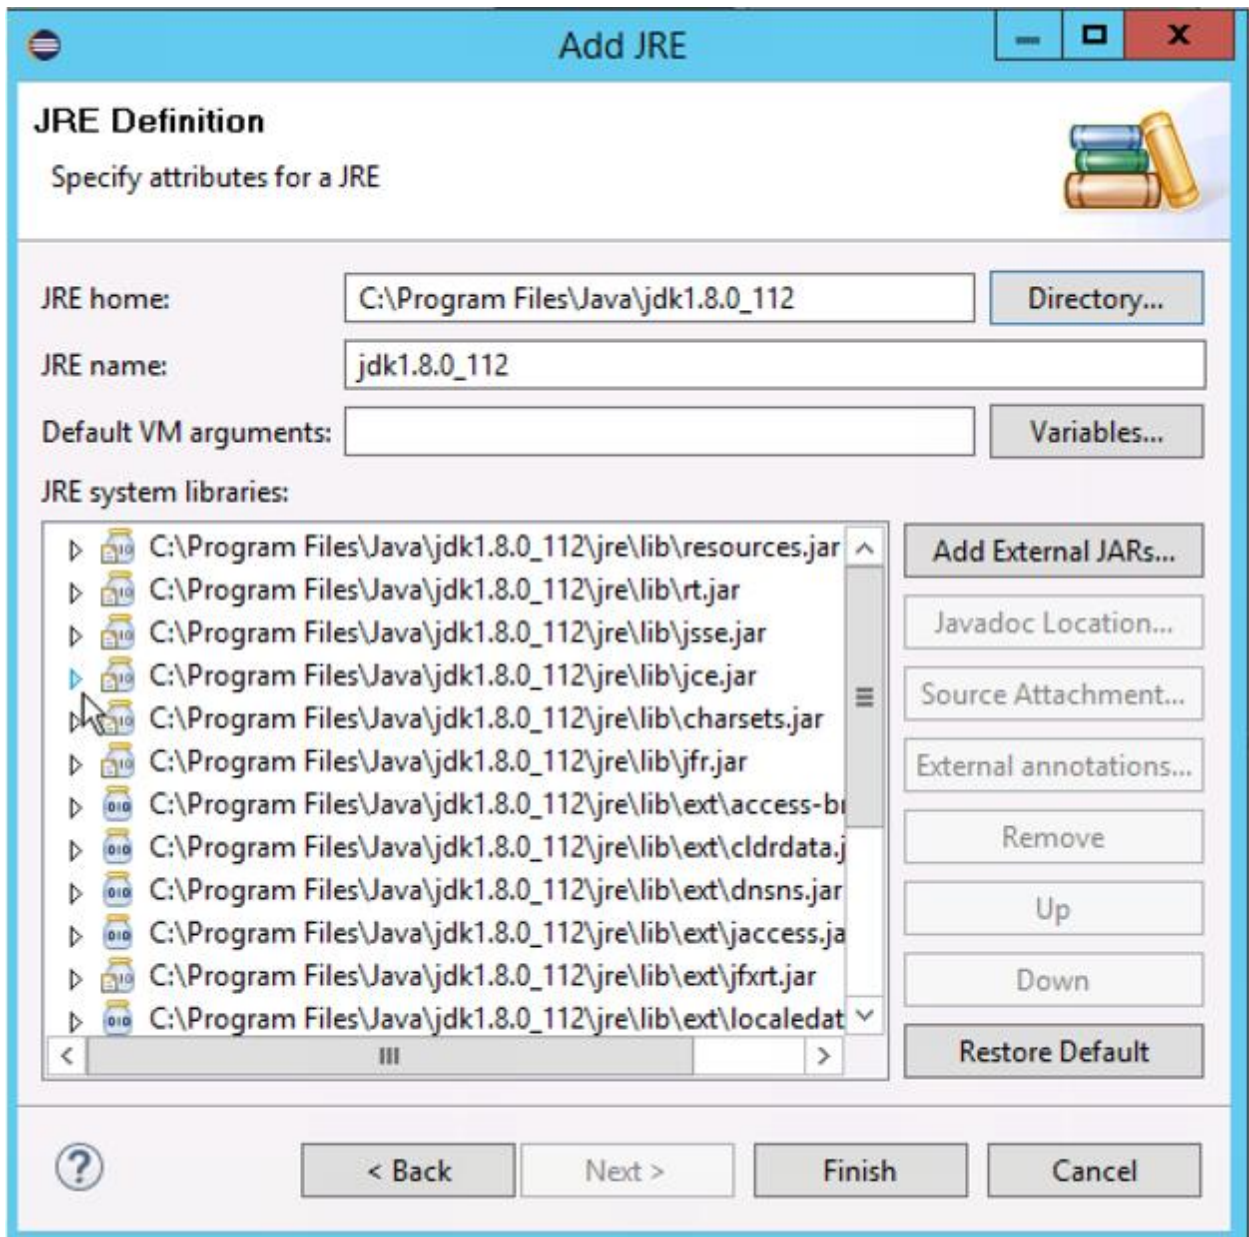 Add JRE
JRE Definition
Specify attributes for a JRE
JRE home: C:\Program Files\Java\jdk1.8.0_112 Directory...
JRE name: jdk1.8.0_112
Default VM arguments: Variables...
JRE system libraries:
C:\Program Files\Java\jdk1.8.0_112\jre\lib\resources.jar
C:\Program Files\Java\jdk1.8.0_112\jre\lib\rt.jar
C:\Program Files\Java\jdk1.8.0_112\jre\lib\jsse.jar
C:\Program Files\Java\jdk1.8.0_112\jre\lib\jce.jar
C:\Program Files\Java\jdk1.8.0_112\jre\lib\charsets.jar
C:\Program Files\Java\jdk1.8.0_112\jre\lib\jfr.jar
C:\Program Files\Java\jdk1.8.0_112\jre\lib\ext\access-br
C:\Program Files\Java\jdk1.8.0_112\jre\lib\ext\cldrdata.j
C:\Program Files\Java\jdk1.8.0_112\jre\lib\ext\dnsns.jar
C:\Program Files\Java\jdk1.8.0_112\jre\lib\ext\jaccess.ja
C:\Program Files\Java\jdk1.8.0_112\jre\lib\ext\jfxrt.jar
C:\Program Files\Java\jdk1.8.0_112\jre\lib\ext\localedat
Add External JARs...
Javadoc Location...
Source Attachment...
External annotations...
Remove
Up
Down
Restore Default
< Back Next > Finish Cancel